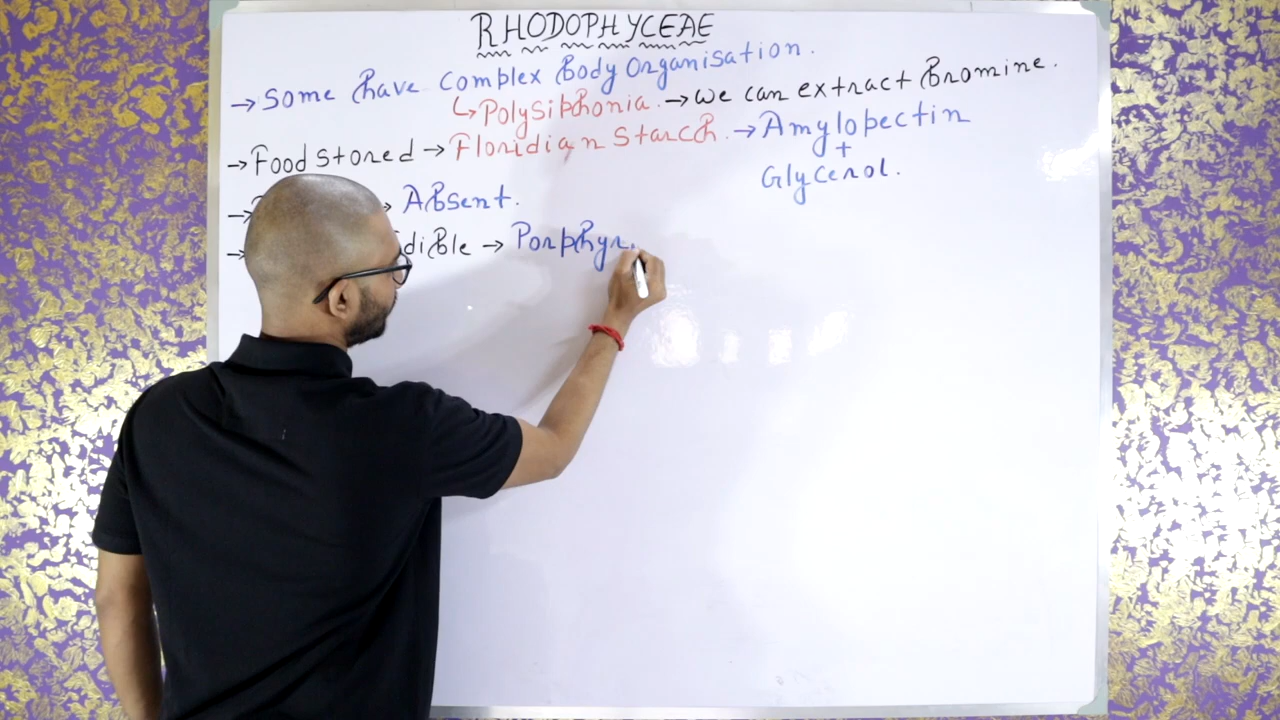 RHODOPHYCEAE
→ Some have complex Body Organisation.
↳ Polysiphonia. → We can extract Bromine.
→ Food stored → Floridian Starch. → Amylopectin
+
Glycerol.
→ Absent.
→ dible → Porphyr